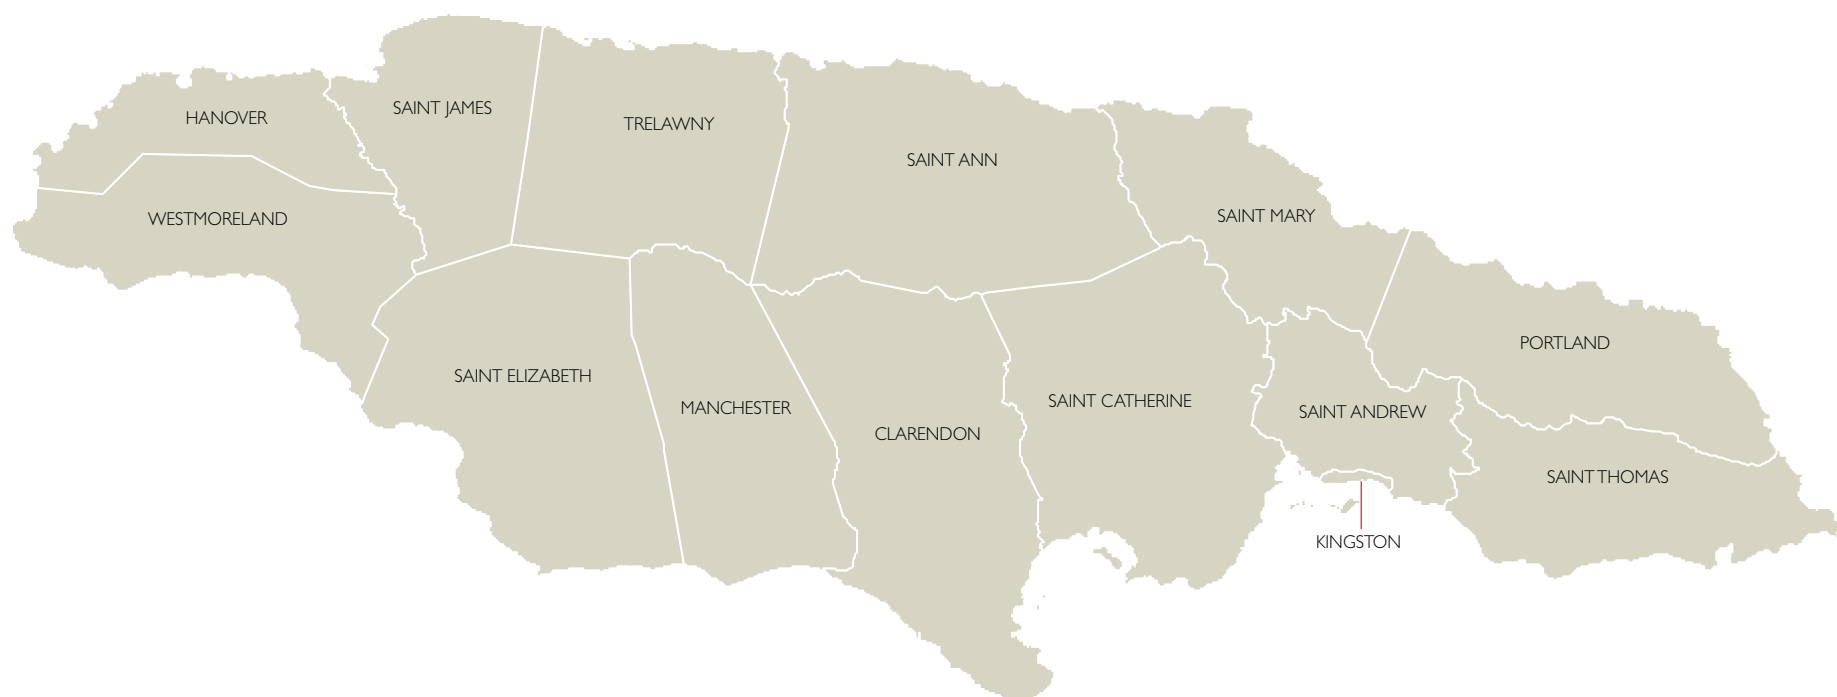 HANOVER
SAINT JAMES
TRELAWNY
SAINT ANN
WESTMORELAND
SAINT MARY
PORTLAND
SAINT ELIZABETH
MANCHESTER
CLARENDON
SAINT CATHERINE
SAINT ANDREW
SAINT THOMAS
KINGSTON